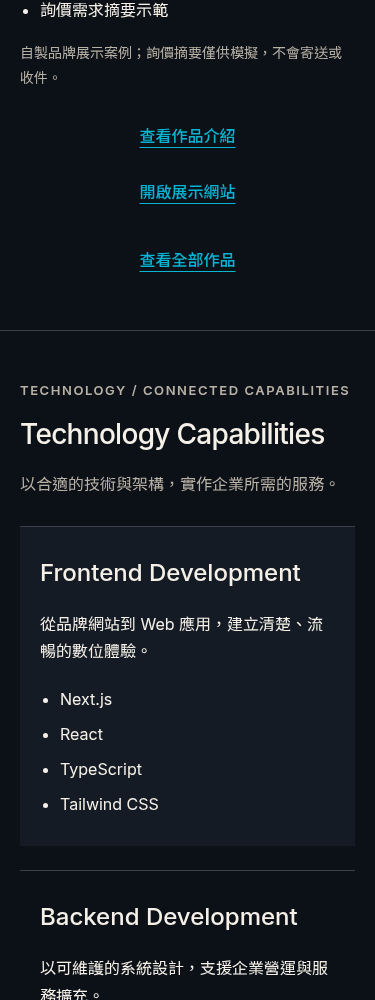 詢價需求摘要示範
自製品牌展示案例；詢價摘要僅供模擬，不會寄送或
收件。
查看作品介紹
開啟展示網站
查看全部作品
TECHNOLOGY / CONNECTED CAPABILITIES
Technology Capabilities
以合適的技術與架構，實作企業所需的服務。
Frontend Development
從品牌網站到 Web 應用，建立清楚、流
暢的數位體驗。
Next.js
React
TypeScript
Tailwind CSS
Backend Development
以可維護的系統設計，支援企業營運與服
務擴充。